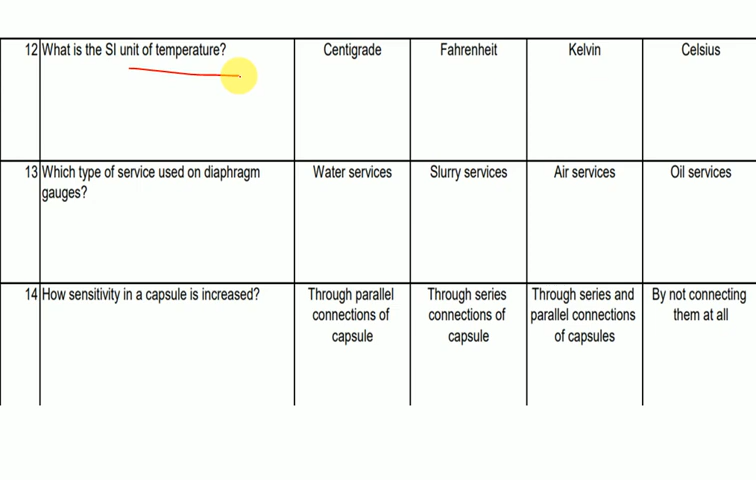 12 What is the SI unit of temperature? Centigrade Fahrenheit Kelvin Celsius
13 Which type of service used on diaphragm Water services Slurry services Air services Oil services
gauges?
14 How sensitivity in a capsule is increased? Through parallel Through series Through series and By not connecting
connections of connections of parallel connections them at all
capsule capsule of capsules